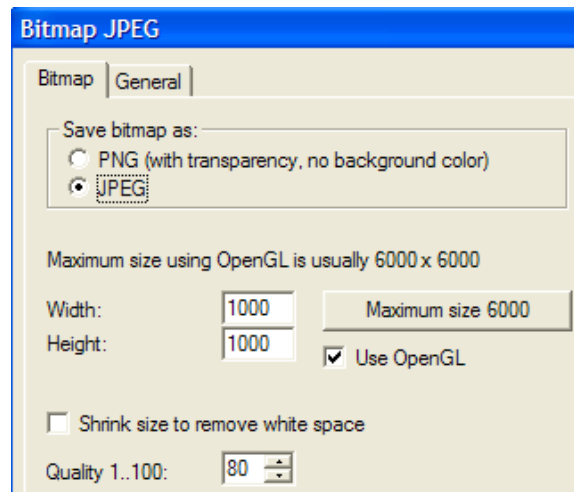 Bitmap JPEG
Bitmap General
Save bitmap as:
PNG (with transparency, no background color)
JPEG
Maximum size using OpenGL is usually 6000 x 6000
Width: 1000 Maximum size 6000
Height: 1000 Use OpenGL
Shrink size to remove white space
Quality 1..100: 80